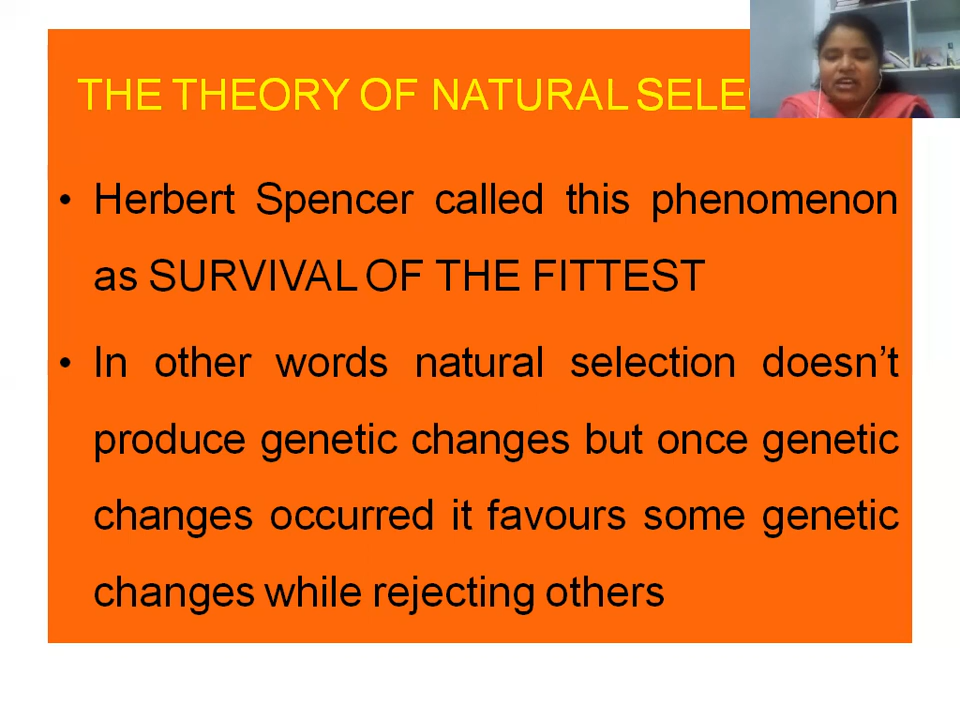 THE THEORY OF NATURAL
• Herbert Spencer called this phenomenon
as SURVIVAL OF THE FITTEST
• In other words natural selection doesn’t
produce genetic changes but once genetic
changes occurred it favours some genetic
changes while rejecting others